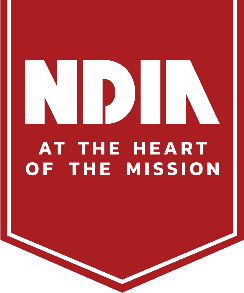 NDIA
AT THE HEART
OF THE MISSION